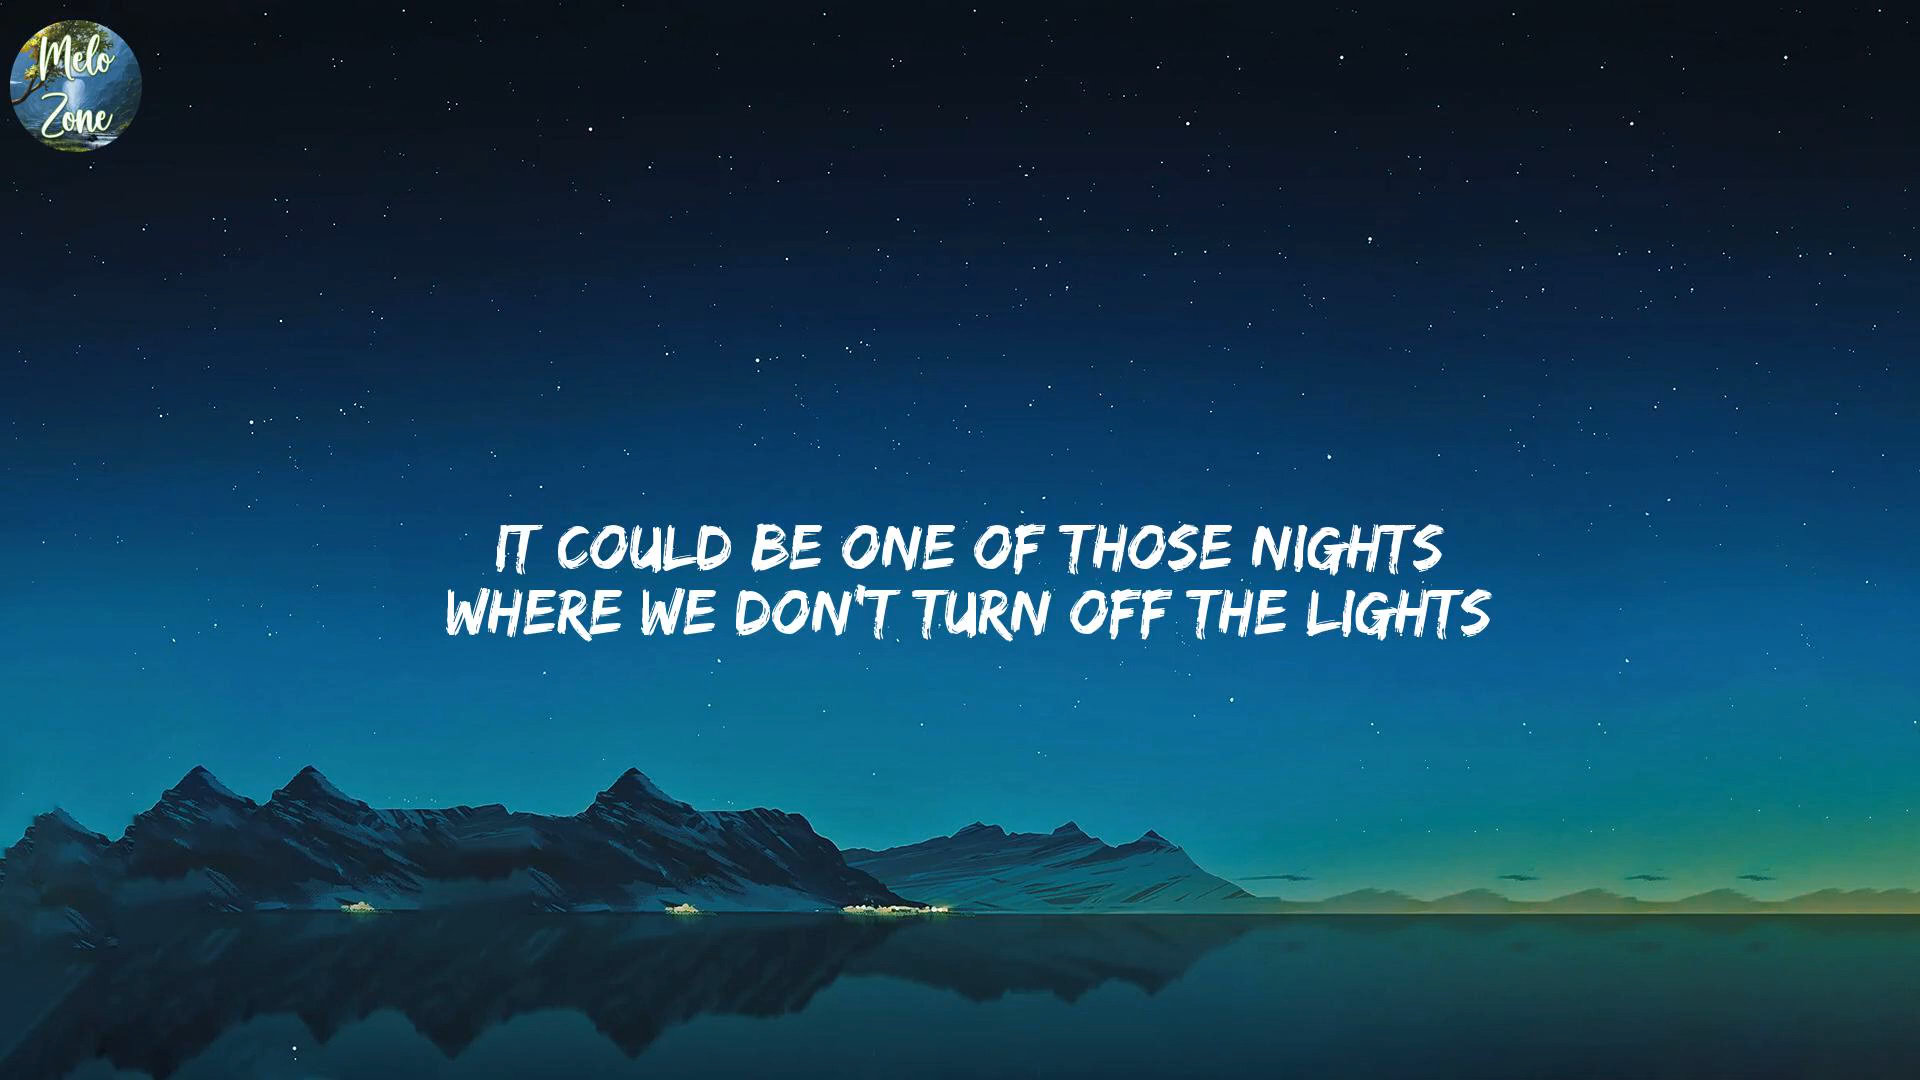 Melo
Zone
IT COULD BE ONE OF THOSE NIGHTS
WHERE WE DON'T TURN OFF THE LIGHTS